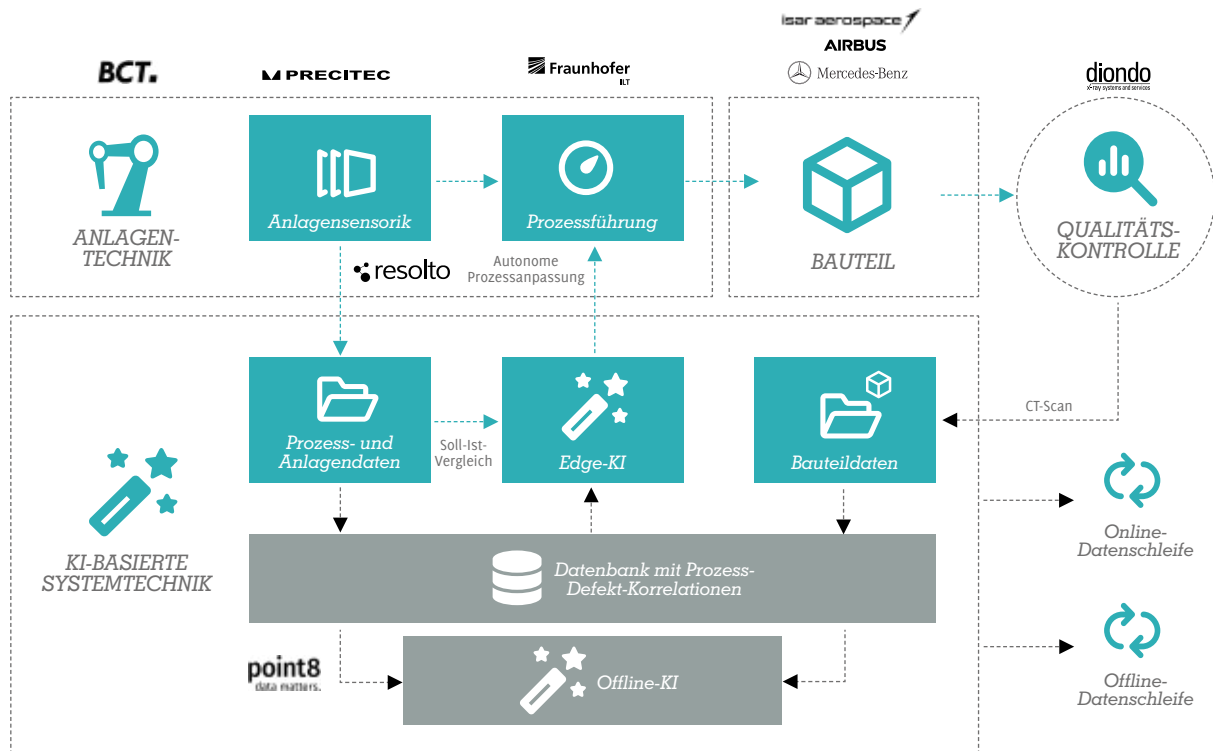 isar aerospace
AIRBUS
Mercedes-Benz
BCT.
PRECITEC
Fraunhofer
ILT
diondo
x-ray systems and services
ANLAGEN-
TECHNIK
Anlagensensorik
Prozessführung
BAUTEIL
QUALITÄTS-
KONTROLLE
resolto
Autonome
Prozessanpassung
Prozess- und
Anlagendaten
Soll-Ist-
Vergleich
Edge-KI
Bauteildaten
CT-Scan
KI-BASIERTE
SYSTEMTECHNIK
Datenbank mit Prozess-
Defekt-Korrelationen
Online-
Datenschleife
point8
data matters.
Offline-KI
Offline-
Datenschleife